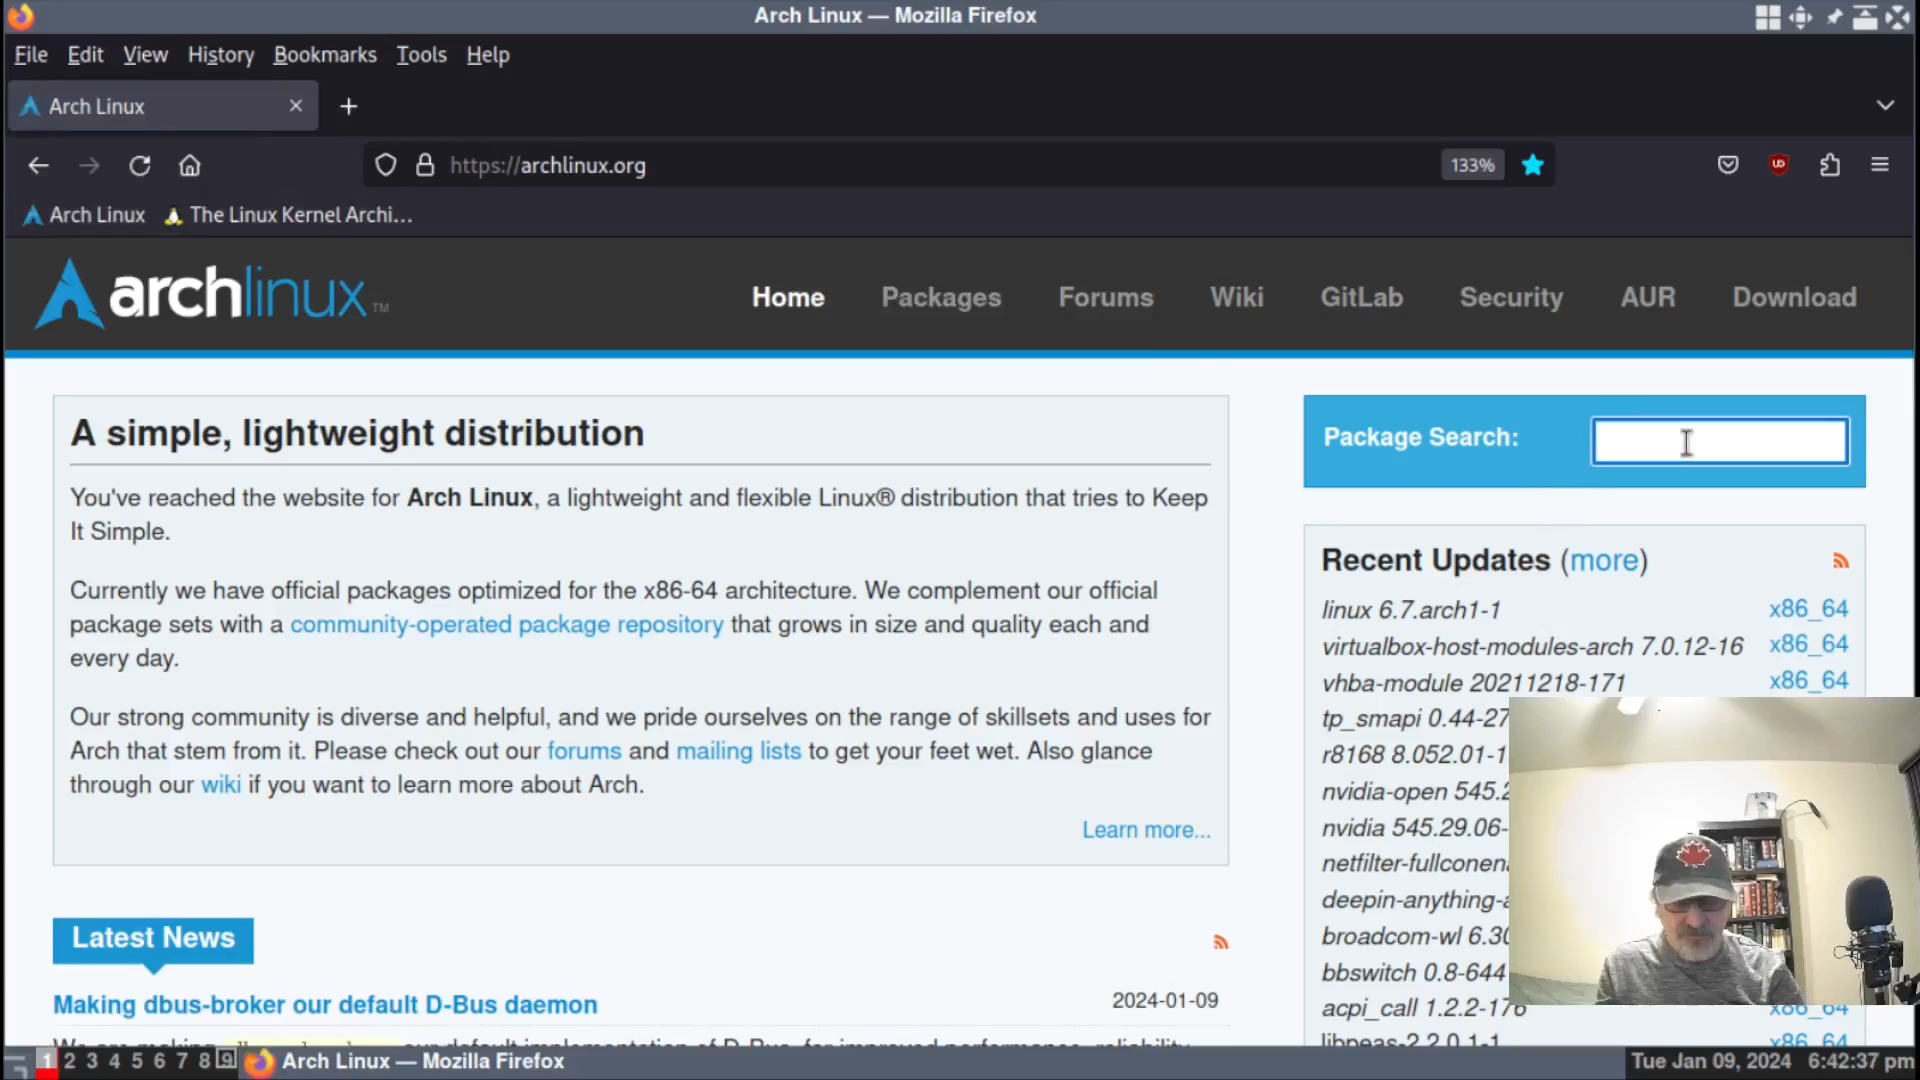 Arch Linux — Mozilla Firefox
File Edit View History Bookmarks Tools Help
Arch Linux
https://archlinux.org
133%
Arch Linux The Linux Kernel Archi...
archlinux™
Home Packages Forums Wiki GitLab Security AUR Download
A simple, lightweight distribution
You've reached the website for Arch Linux, a lightweight and flexible Linux® distribution that tries to Keep
It Simple.
Currently we have official packages optimized for the x86-64 architecture. We complement our official
package sets with a community-operated package repository that grows in size and quality each and
every day.
Our strong community is diverse and helpful, and we pride ourselves on the range of skillsets and uses for
Arch that stem from it. Please check out our forums and mailing lists to get your feet wet. Also glance
through our wiki if you want to learn more about Arch.
Learn more...
Latest News
Making dbus-broker our default D-Bus daemon 2024-01-09
our default implementation of D-Bus, for improved performance, reliability
Package Search:
Recent Updates (more)
linux 6.7.arch1-1 x86_64
virtualbox-host-modules-arch 7.0.12-16 x86_64
vhba-module 20211218-171 x86_64
tp_smapi 0.44-27
r8168 8.052.01-1
nvidia-open 545.2
nvidia 545.29.06-
netfilter-fullconen
deepin-anything-
broadcom-wl 6.30
bbswitch 0.8-644
acpi_call 1.2.2-176 x86_64
libpeas-2 2.0.1-1 x86_64
1 2 3 4 5 6 7 8 9 Arch Linux — Mozilla Firefox
Tue Jan 09, 2024 6:42:37 pm